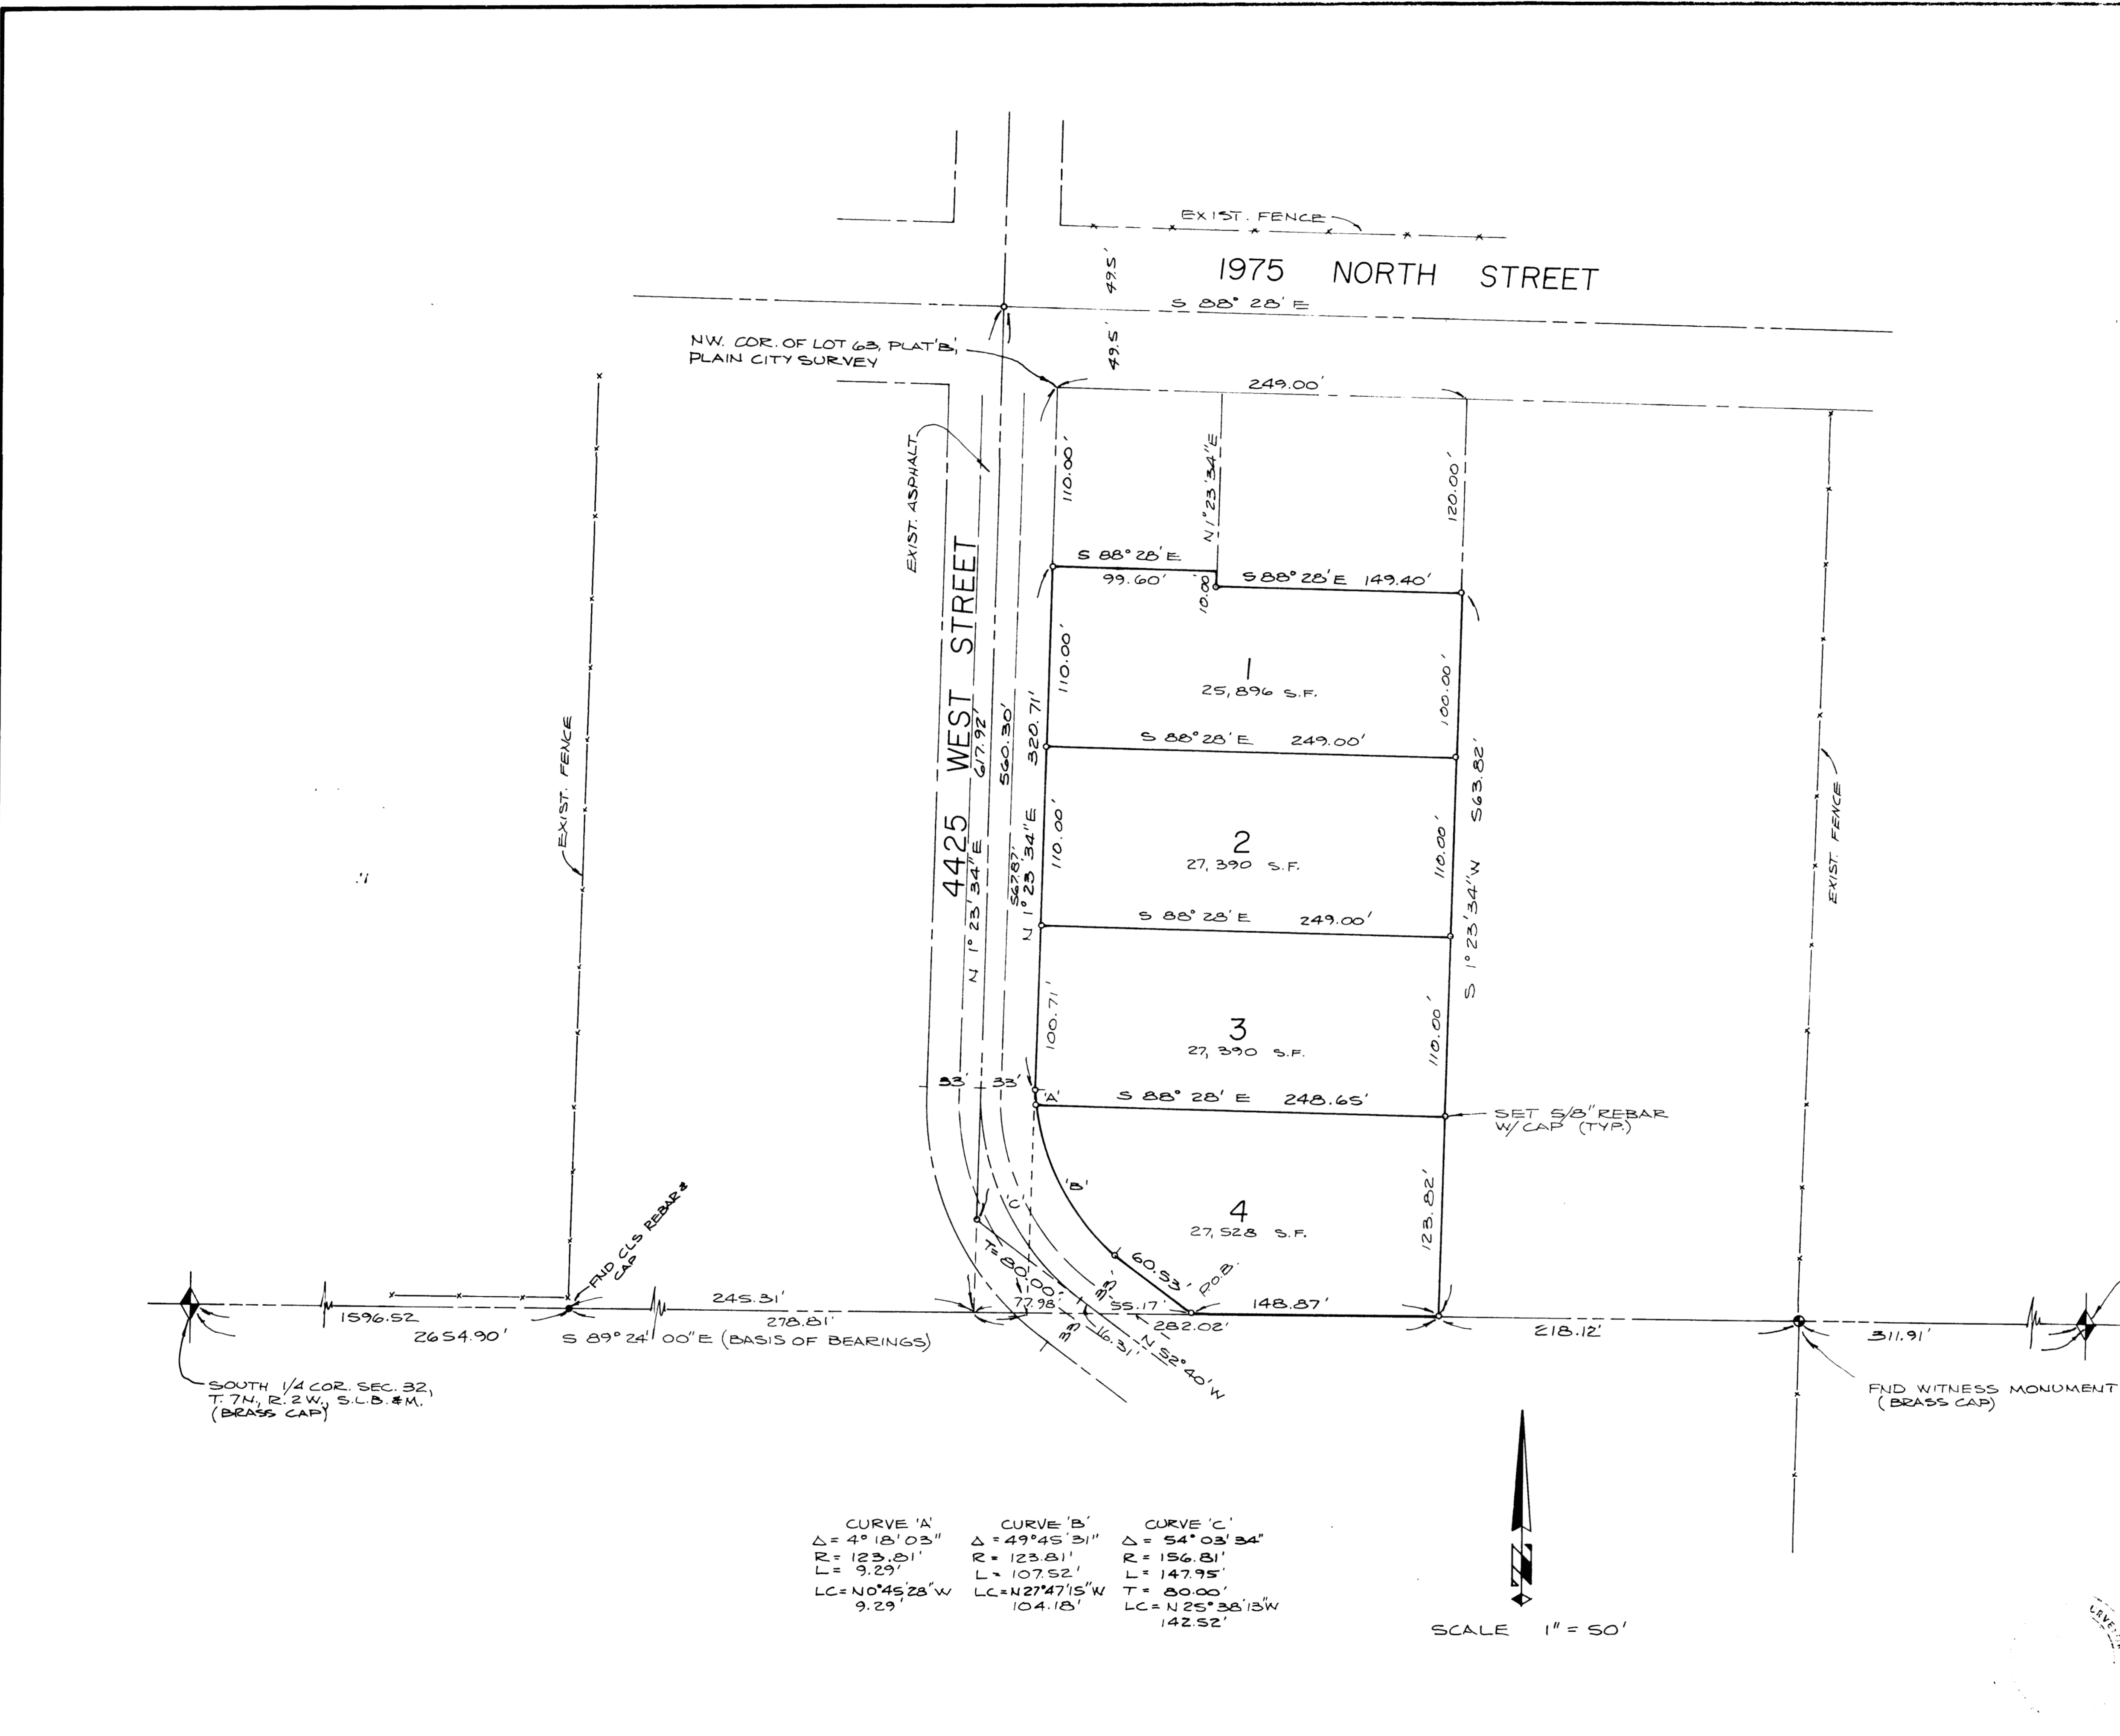 EXIST. FENCE
1975 NORTH STREET
49.5'
S 88° 28' E
49.5'
NW. COR. OF LOT 63, PLAT 'B',
PLAIN CITY SURVEY
249.00'
EXIST. ASPHALT
110.00'
N 1° 23' 34" E
120.00'
S 88° 28' E
99.60'
10.00'
S 88° 28' E 149.40'
4425 WEST STREET
110.00'
1
25,896 S.F.
100.00'
S 88° 28' E 249.00'
EXIST. FENCE
N 1° 23' 34" E 617.92'
560.30'
567.87'
N 1° 23' 34" E 320.71'
110.00'
2
27,390 S.F.
110.00'
S 1° 23' 34" W 563.82'
EXIST. FENCE
S 88° 28' E 249.00'
100.71'
3
27,390 S.F.
110.00'
33' 33'
'A'
S 88° 28' E 248.65'
SET 5/8" REBAR
W/ CAP (TYP.)
'B'
'C'
4
27,528 S.F.
123.82'
FND CLS REBAR &
CAP
T= 80.00'
60.53'
P.O.B.
33'
33'
1596.52
2654.90'
245.31'
278.81'
S 89° 24' 00" E (BASIS OF BEARINGS)
77.98'
55.17'
148.87'
282.02'
16.31'
N 52° 40' W
218.12'
311.91'
SOUTH 1/4 COR. SEC. 32,
T. 7N., R. 2W., S.L.B. & M.
(BRASS CAP)
FND WITNESS MONUMENT
(BRASS CAP)
CURVE 'A'
Δ = 4° 18' 03"
R = 123.81'
L = 9.29'
LC = N 0° 45' 28" W
9.29'
CURVE 'B'
Δ = 49° 45' 31"
R = 123.81'
L = 107.52'
LC = N 27° 47' 15" W
104.18'
CURVE 'C'
Δ = 54° 03' 34"
R = 156.81'
L = 147.95'
T = 80.00'
LC = N 25° 38' 13" W
142.52'
SCALE 1" = 50'